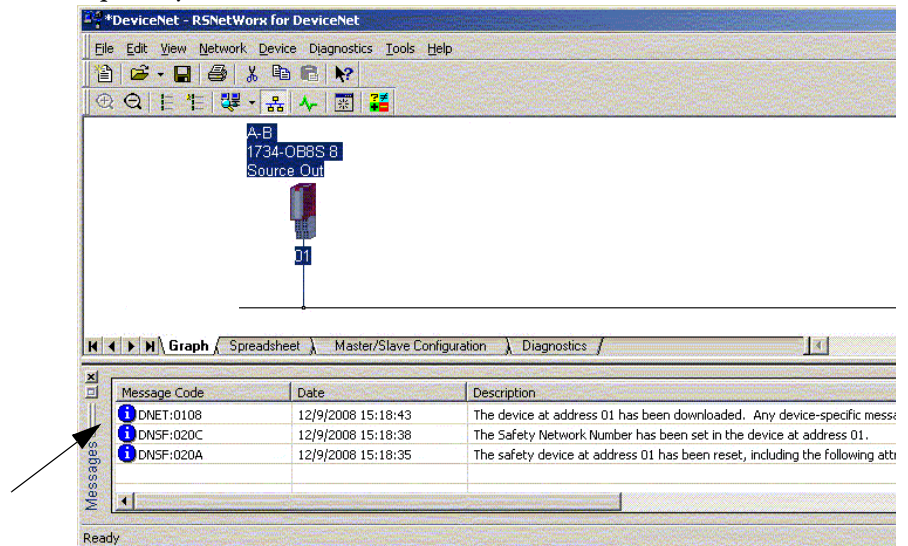 *DeviceNet - RSNetWorx for DeviceNet
File Edit View Network Device Diagnostics Tools Help
A-B
1734-OB8S 8
Source Out
01
Graph Spreadsheet Master/Slave Configuration Diagnostics
Message Code Date Description
DNET:0108 12/9/2008 15:18:43 The device at address 01 has been downloaded. Any device-specific messa
DNSF:020C 12/9/2008 15:18:38 The Safety Network Number has been set in the device at address 01.
DNSF:020A 12/9/2008 15:18:35 The safety device at address 01 has been reset, including the following attr
Messages
Ready